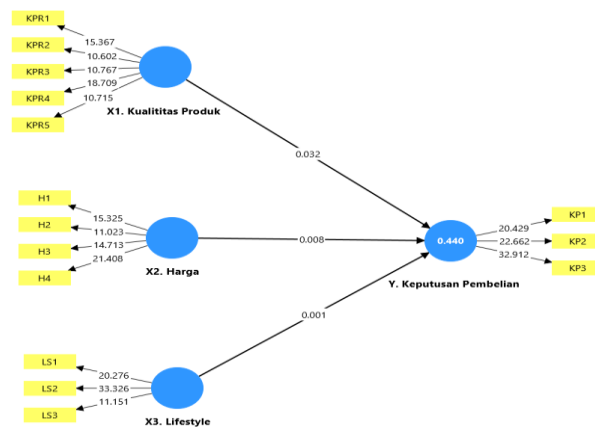 KPR1
KPR2
KPR3
KPR4
KPR5
15.367
10.602
10.767
18.709
10.715
X1. Kualititas Produk
0.032
H1
H2
H3
H4
15.325
11.023
14.713
21.408
X2. Harga
0.008
0.440
Y. Keputusan Pembelian
20.429
22.662
32.912
KP1
KP2
KP3
0.001
LS1
LS2
LS3
20.276
33.326
11.151
X3. Lifestyle